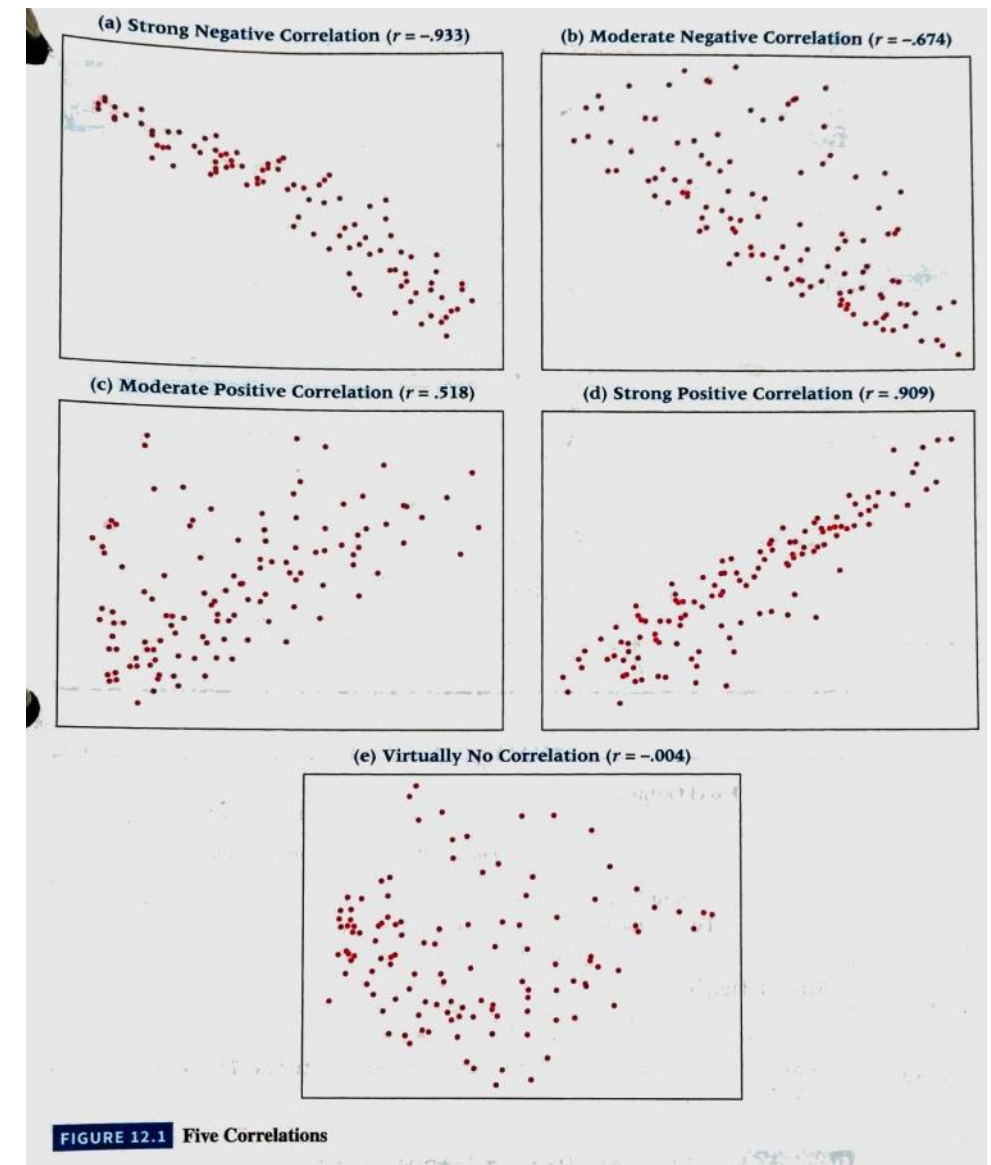 (a) Strong Negative Correlation (r = –.933)
(b) Moderate Negative Correlation (r = –.674)
(c) Moderate Positive Correlation (r = .518)
(d) Strong Positive Correlation (r = .909)
(e) Virtually No Correlation (r = –.004)
FIGURE 12.1 Five Correlations